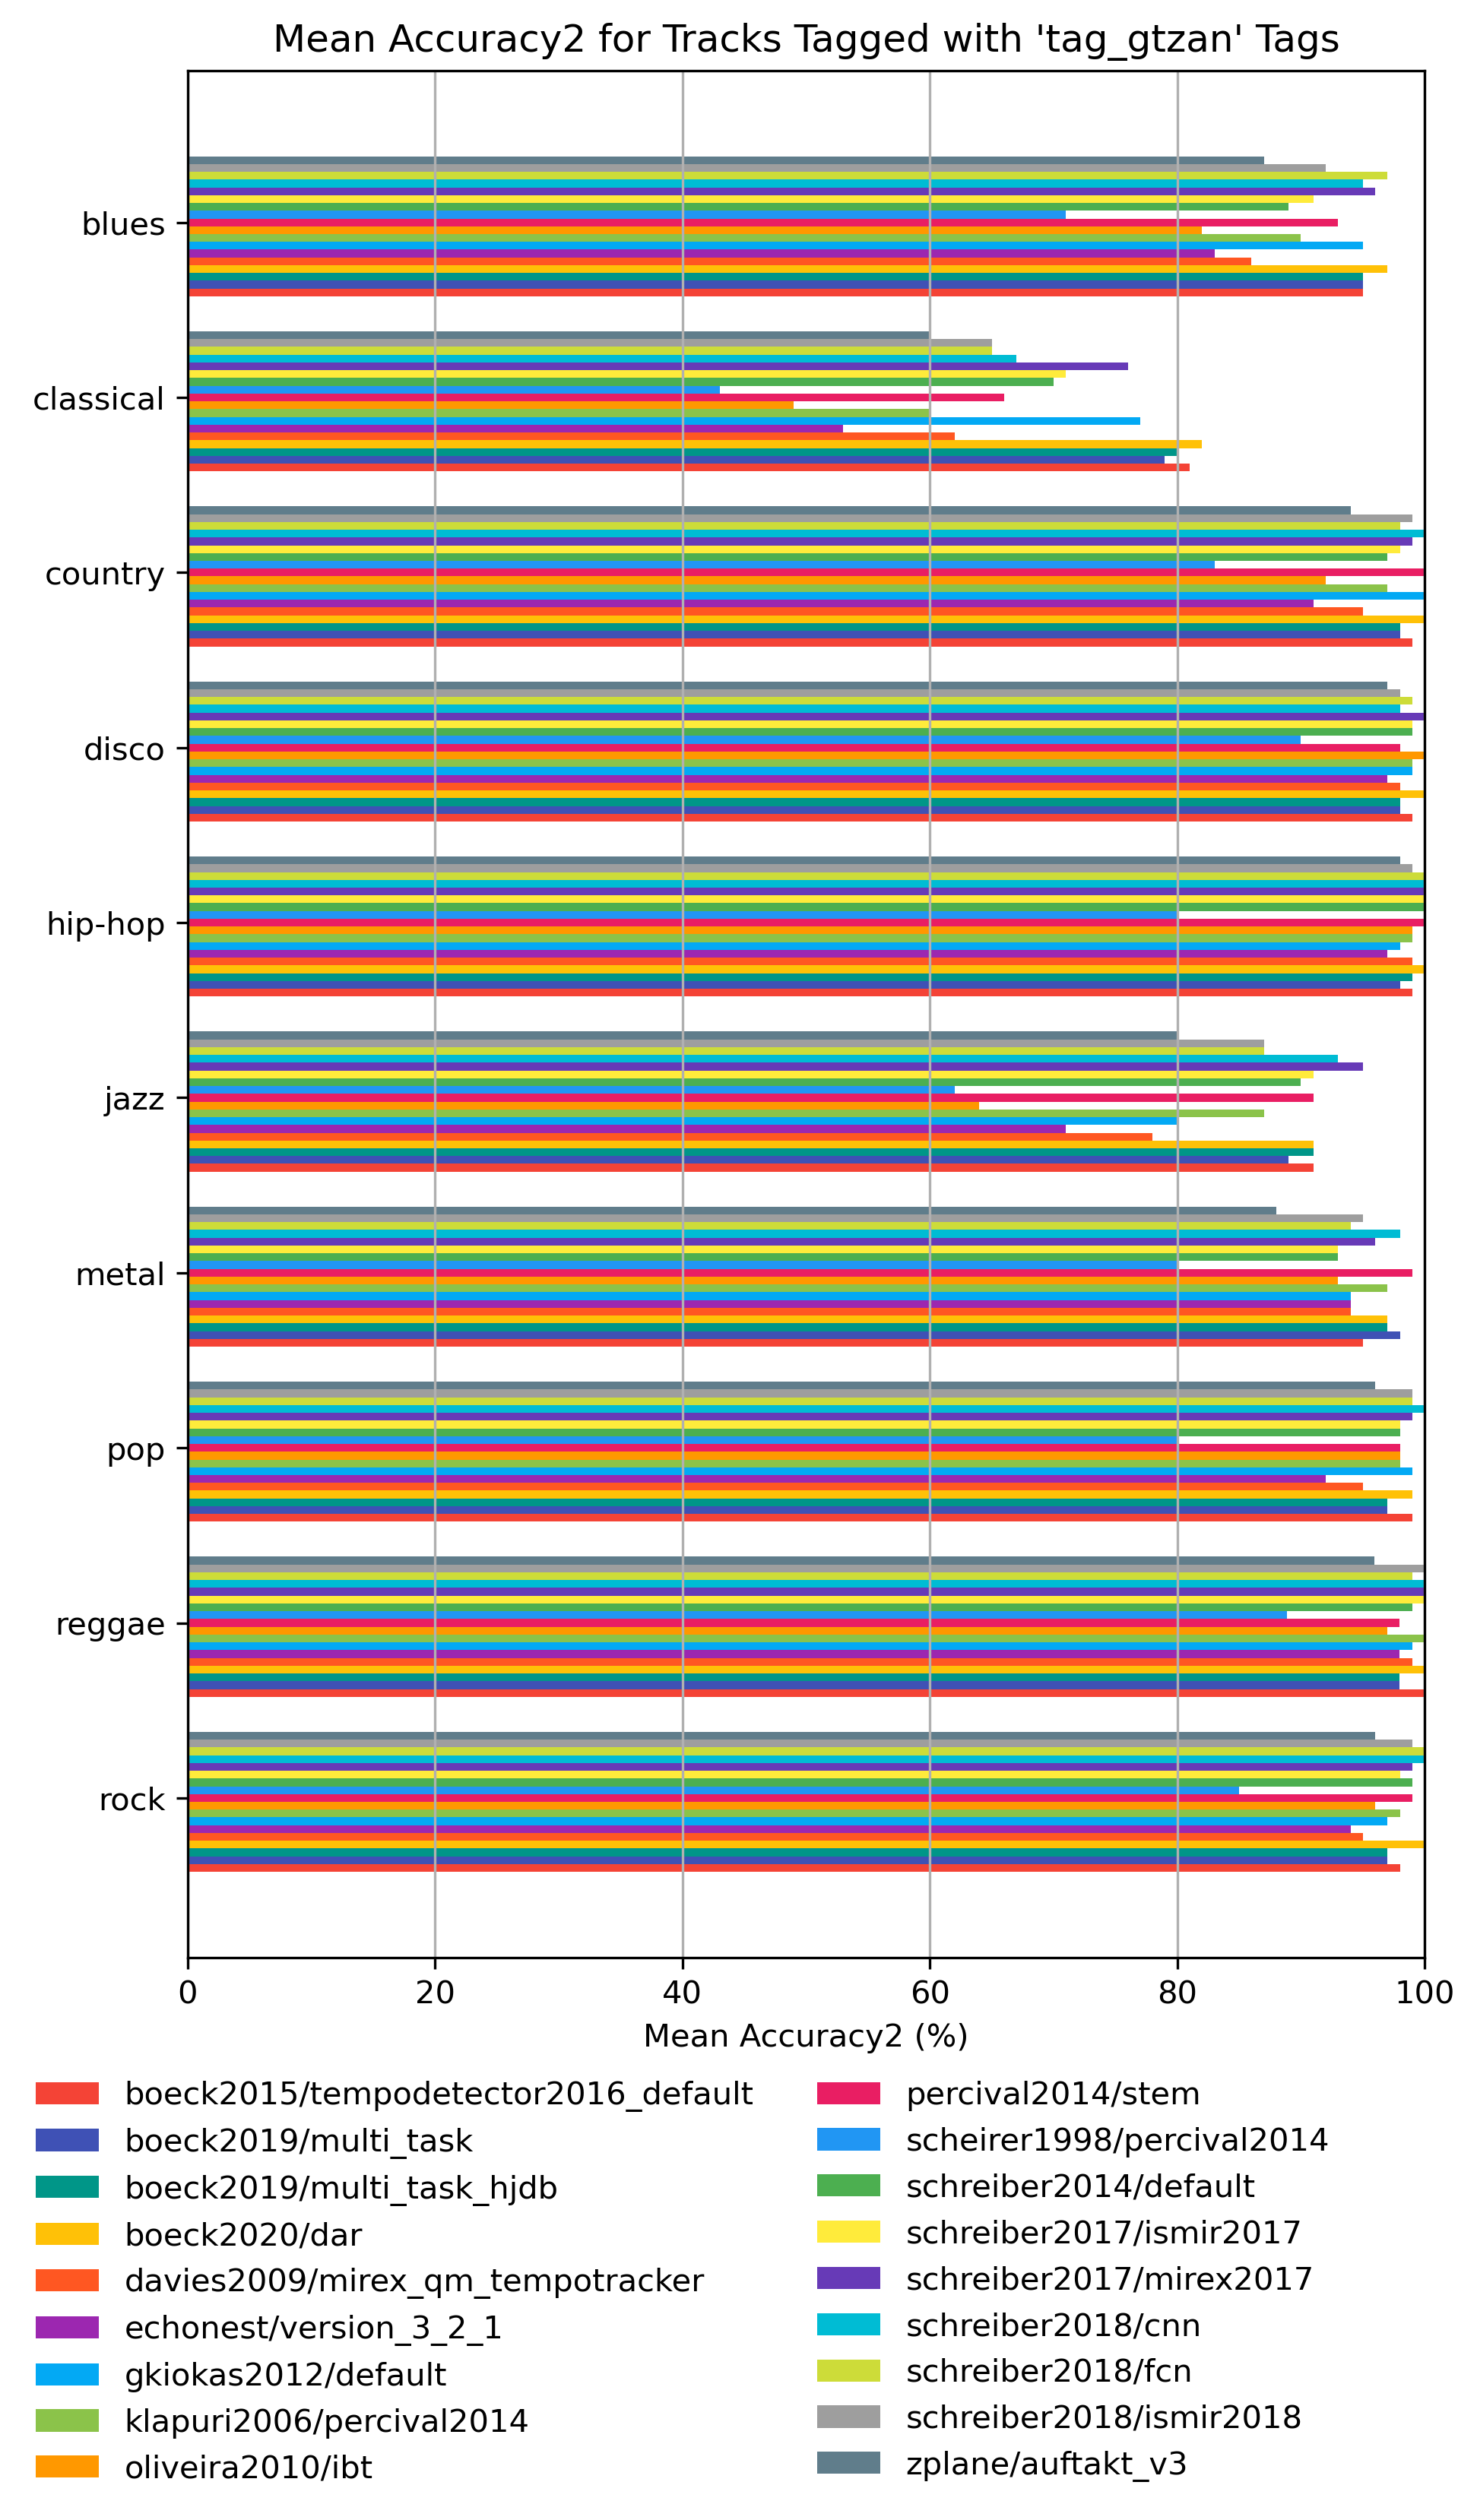 Mean Accuracy2 for Tracks Tagged with 'tag_gtzan' Tags
blues
classical
country
disco
hip-hop
jazz
metal
pop
reggae
rock
0 20 40 60 80 100
Mean Accuracy2 (%)
boeck2015/tempodetector2016_default
boeck2019/multi_task
boeck2019/multi_task_hjdb
boeck2020/dar
davies2009/mirex_qm_tempotracker
echonest/version_3_2_1
gkiokas2012/default
klapuri2006/percival2014
oliveira2010/ibt
percival2014/stem
scheirer1998/percival2014
schreiber2014/default
schreiber2017/ismir2017
schreiber2017/mirex2017
schreiber2018/cnn
schreiber2018/fcn
schreiber2018/ismir2018
zplane/auftakt_v3